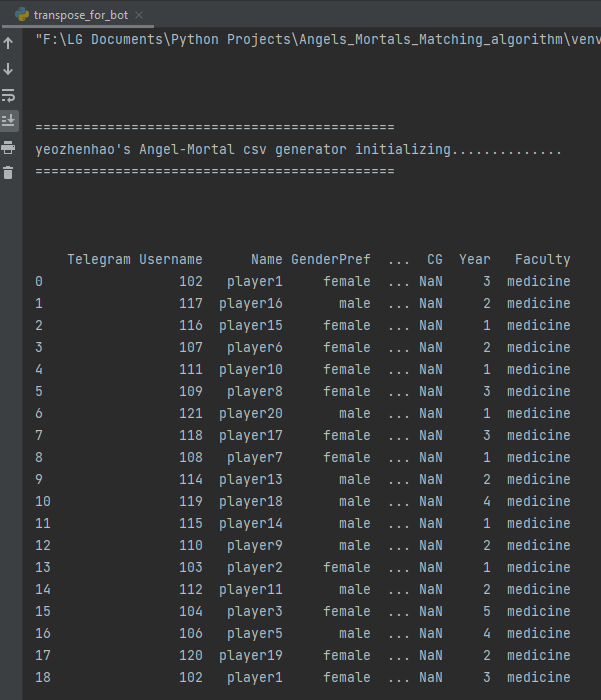 transpose_for_bot
"F:\LG Documents\Python Projects\Angels_Mortals_Matching_algorithm\venv
=============================================
yeozhenhao's Angel-Mortal csv generator initializing..............
=============================================
Telegram Username Name GenderPref ... CG Year Faculty
0 102 player1 female ... NaN 3 medicine
1 117 player16 male ... NaN 2 medicine
2 116 player15 female ... NaN 1 medicine
3 107 player6 female ... NaN 2 medicine
4 111 player10 female ... NaN 1 medicine
5 109 player8 female ... NaN 3 medicine
6 121 player20 male ... NaN 1 medicine
7 118 player17 female ... NaN 3 medicine
8 108 player7 female ... NaN 1 medicine
9 114 player13 male ... NaN 2 medicine
10 119 player18 male ... NaN 4 medicine
11 115 player14 male ... NaN 1 medicine
12 110 player9 male ... NaN 2 medicine
13 103 player2 female ... NaN 1 medicine
14 112 player11 male ... NaN 2 medicine
15 104 player3 female ... NaN 5 medicine
16 106 player5 male ... NaN 4 medicine
17 120 player19 female ... NaN 2 medicine
18 102 player1 female ... NaN 3 medicine